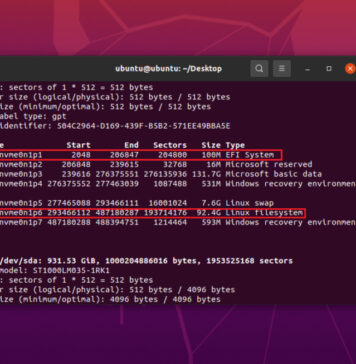 ubuntu@ubuntu: ~/Desktop
: sectors of 1 * 512 = 512 bytes
r size (logical/physical): 512 bytes / 512 bytes
ize (minimum/optimal): 512 bytes / 512 bytes
abel type: gpt
dentifier: 504C2964-D169-439F-B5B2-571EE49BBA5E
e Start End Sectors Size Type
nvme0n1p1 2048 206847 204800 100M EFI System
nvme0n1p2 206848 239615 32768 16M Microsoft reserved
nvme0n1p3 239616 276375551 276135936 131.7G Microsoft basic data
nvme0n1p4 276375552 277463039 1087488 531M Windows recovery environmen
nvme0n1p5 277465088 293466111 16001024 7.6G Linux swap
nvme0n1p6 293466112 487180287 193714176 92.4G Linux filesystem
nvme0n1p7 487180288 488394751 1214464 593M Windows recovery environmen
/dev/sda: 931.53 GiB, 1000204886016 bytes, 1953525168 sectors
model: ST1000LM035-1RK1
: sectors of 1 * 512 = 512 bytes
r size (logical/physical): 512 bytes / 4096 bytes
ize (minimum/optimal): 4096 bytes / 4096 bytes